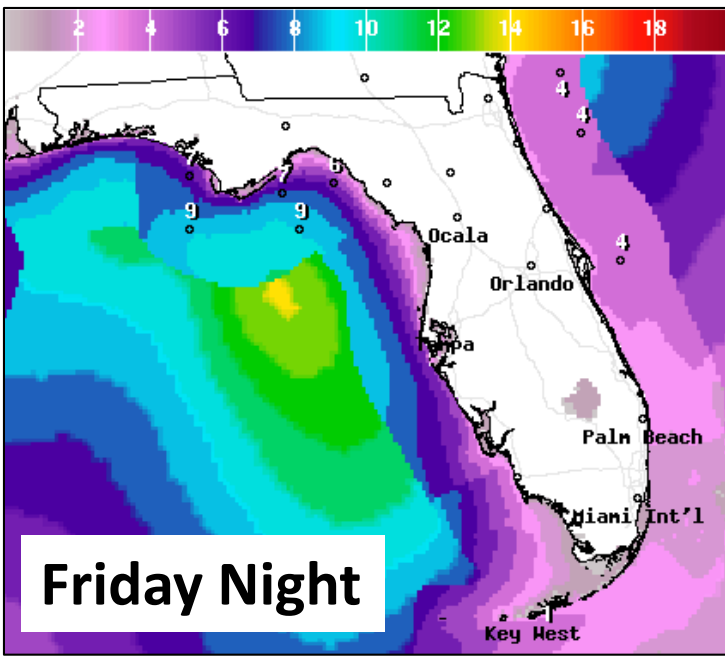 2 4 6 8 10 12 14 16 18
4
4
7 7 6
9 9
4
Ocala
Orlando
Tampa
Palm Beach
Miami Int'l
Friday Night
1
Key West